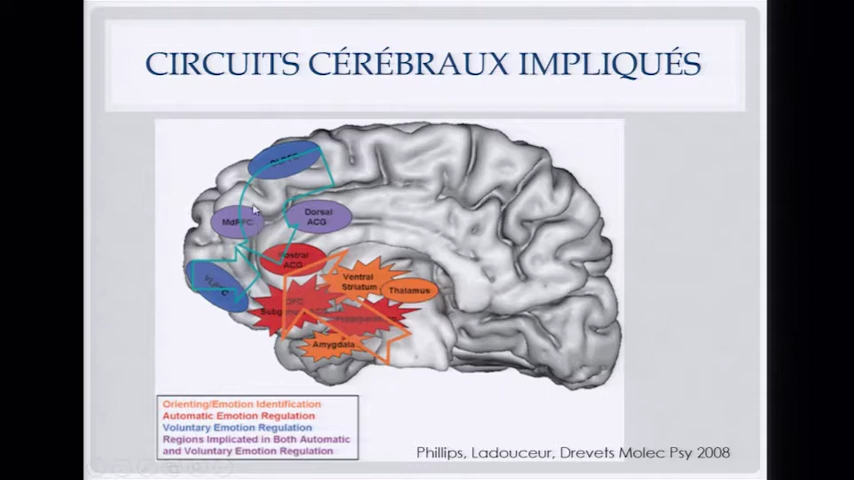 CIRCUITS CÉRÉBRAUX IMPLIQUÉS
MdPFC
Dorsal
ACG
Rostral
ACG
Ventral
Striatum
Thalamus
OFC
Amygdala
Orienting/Emotion Identification
Automatic Emotion Regulation
Voluntary Emotion Regulation
Regions Implicated in Both Automatic
and Voluntary Emotion Regulation
Phillips, Ladouceur, Drevets Molec Psy 2008